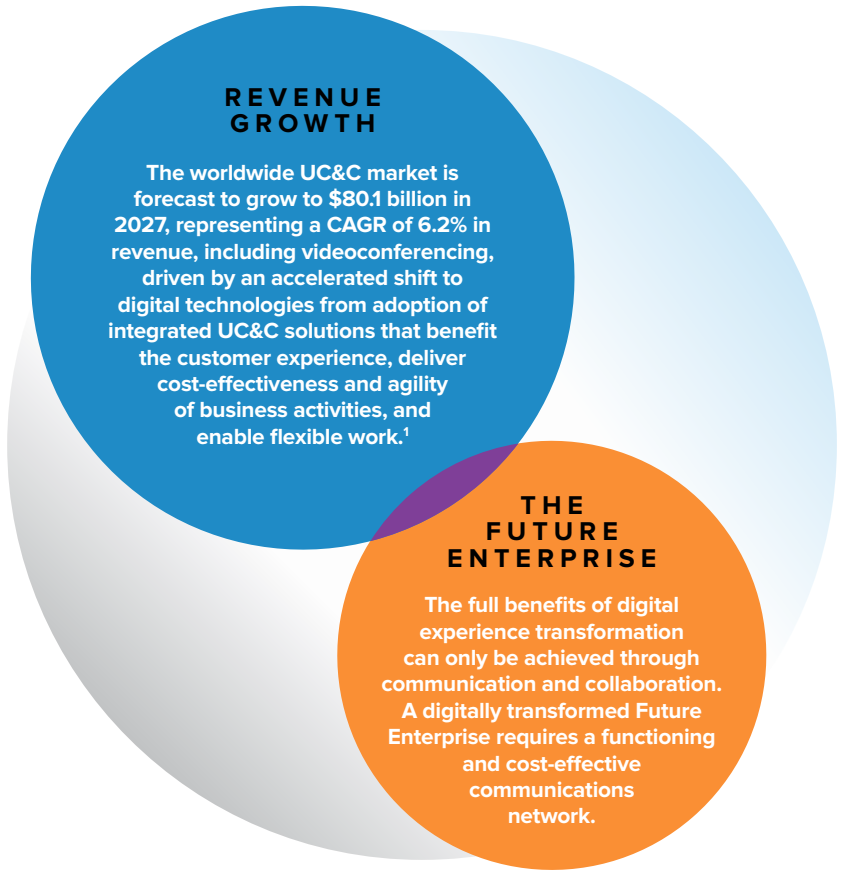 REVENUE
GROWTH
The worldwide UC&C market is
forecast to grow to $80.1 billion in
2027, representing a CAGR of 6.2% in
revenue, including videoconferencing,
driven by an accelerated shift to
digital technologies from adoption of
integrated UC&C solutions that benefit
the customer experience, deliver
cost-effectiveness and agility
of business activities, and
enable flexible work.¹
THE
FUTURE
ENTERPRISE
The full benefits of digital
experience transformation
can only be achieved through
communication and collaboration.
A digitally transformed Future
Enterprise requires a functioning
and cost-effective
communications
network.